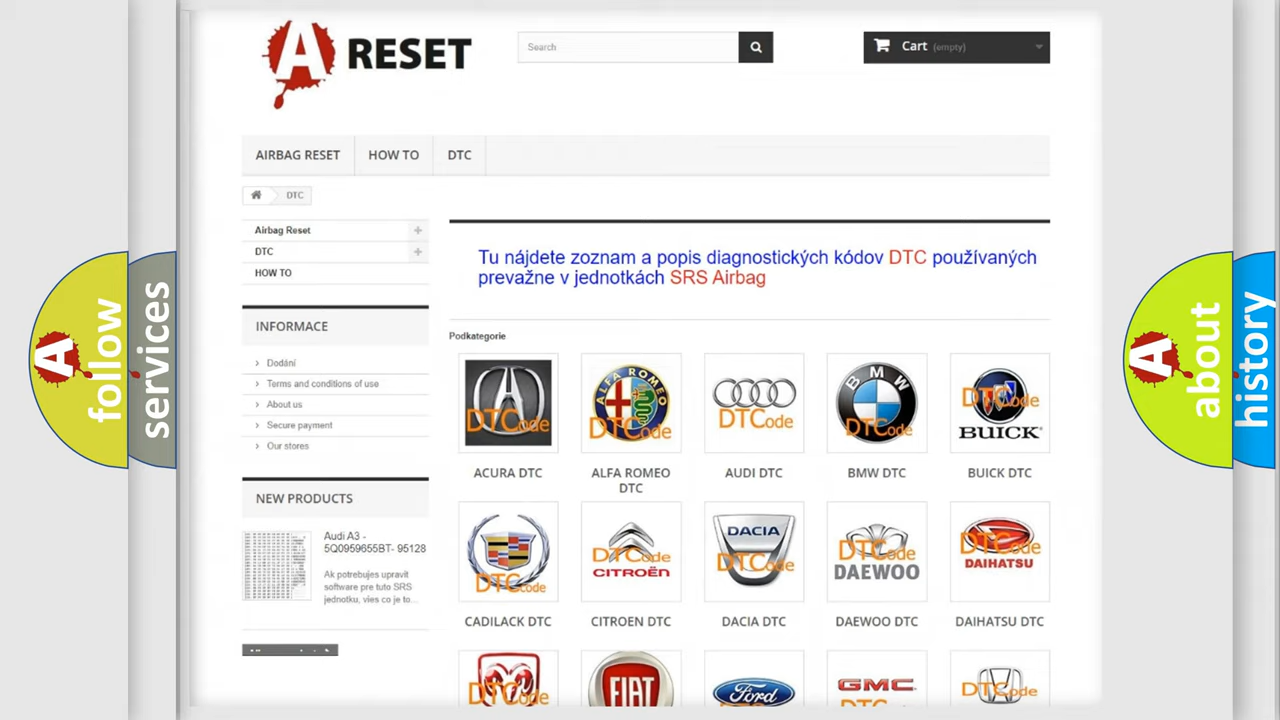 A RESET
Search
Cart (empty)
AIRBAG RESET
HOW TO
DTC
DTC
Airbag Reset
DTC
HOW TO
INFORMACE
Dodání
Terms and conditions of use
About us
Secure payment
Our stores
NEW PRODUCTS
Audi A3 -
5Q0959655BT- 95128
Ak potrebujes upravit
software pre tuto SRS
jednotku, vies co je to...
Tu nájdete zoznam a popis diagnostických kódov DTC používaných
prevažne v jednotkách SRS Airbag
Podkategorie
DTCode
ALFA ROMEO
DTCode
DTCode
BMW
DTCode
DTCode
BUICK
ACURA DTC
ALFA ROMEO
DTC
AUDI DTC
BMW DTC
BUICK DTC
DTCode
DTCode
CITROËN
DACIA
DTCode
DTCode
DAEWOO
DTCode
DAIHATSU
CADILACK DTC
CITROEN DTC
DACIA DTC
DAEWOO DTC
DAIHATSU DTC
DTCode
FIAT
Ford
GMC
DTCode
A follow
services
A about
history